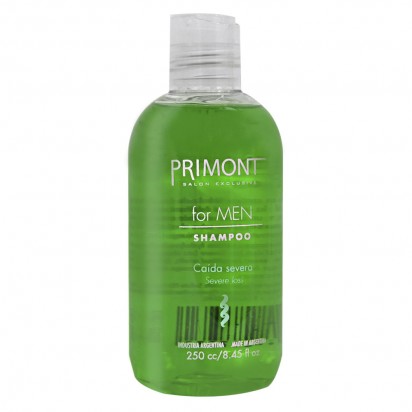 PRIMONT
SALON EXCLUSIVE
for MEN
SHAMPOO
Caída severa
Severe loss
INDUSTRIA ARGENTINA MADE IN ARGENTINA
250 cc/8.45 fl oz